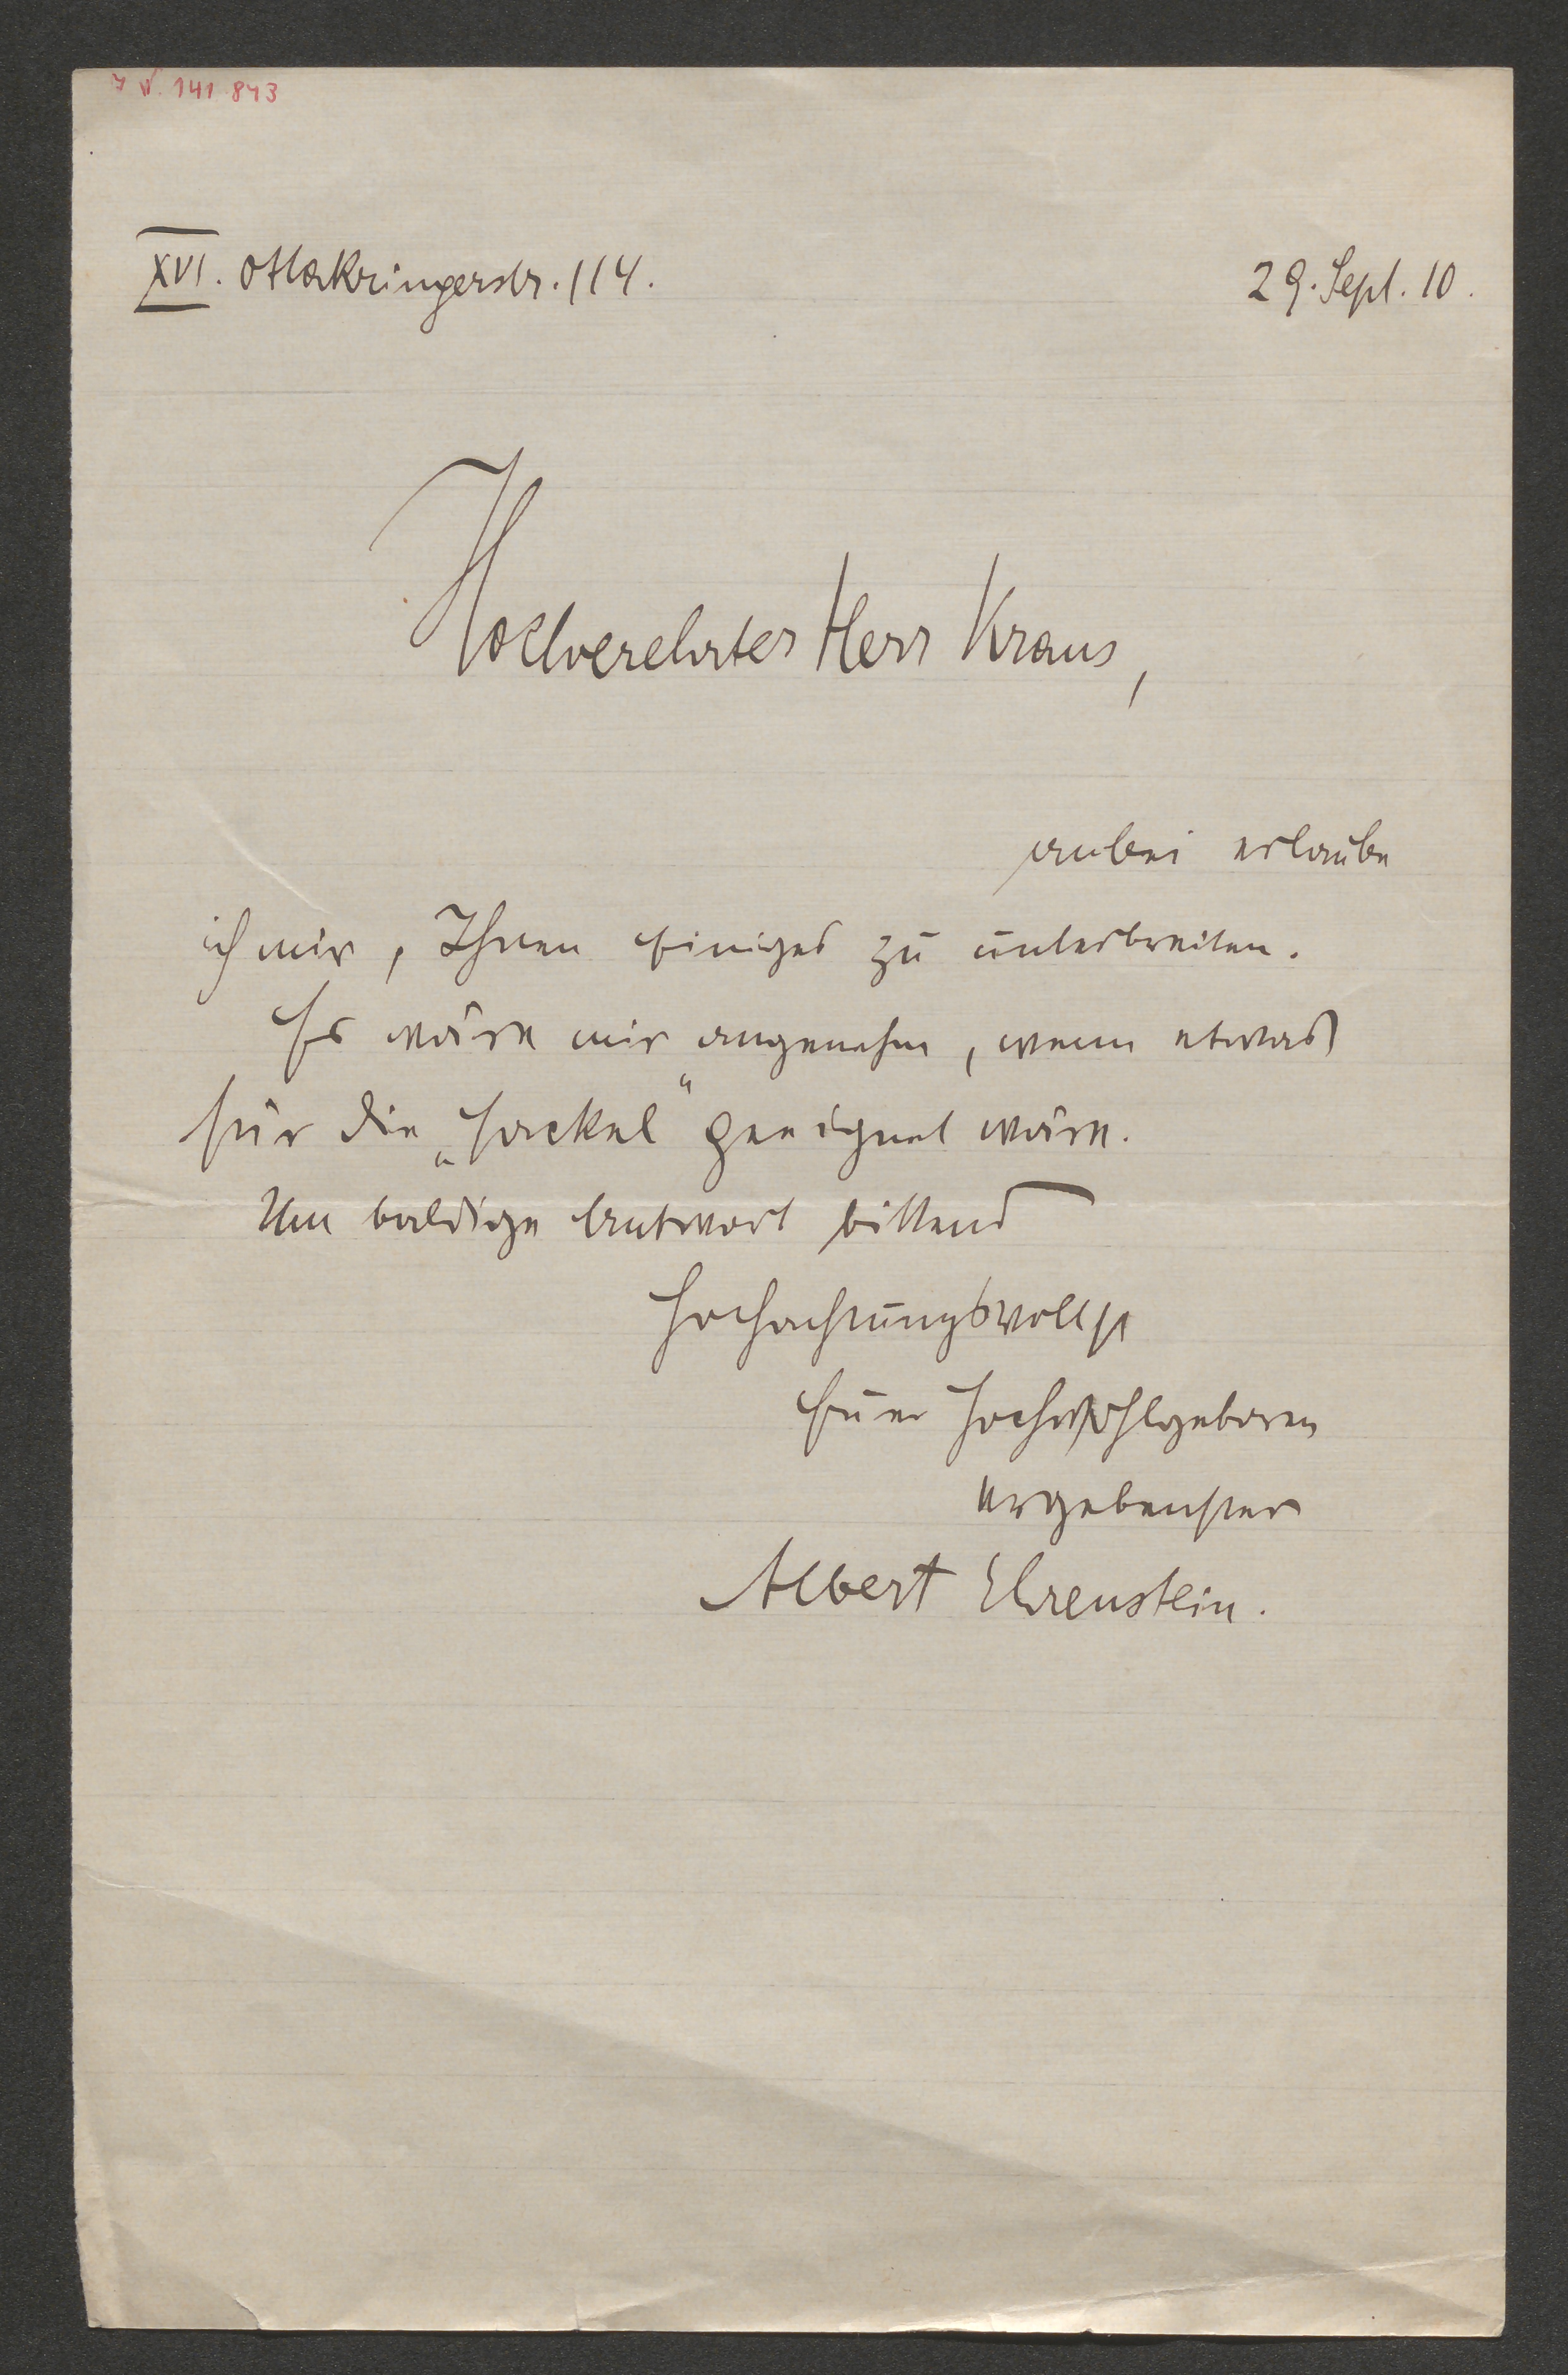 J. N. 141.843
XVI. Ottakringerstr. 114.
29. Sept. 10.
Hochverehrter Herr Kraus,
anbei erlaube
ich mir, Ihnen Einiges zu unterbreiten.
Es wäre mir angenehm, wenn etwas
für die „Fackel“ geeignet wäre.
Um baldige Antwort bittend
Hochachtungsvollst
Euer Hochwohlgeboren
ergebenster
Albert Ehrenstein.